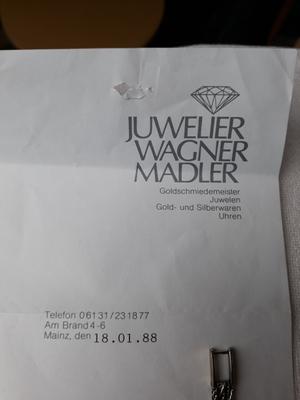 JUWELIER
WAGNER
MADLER
Goldschmiedemeister
Juwelen
Gold- und Silberwaren
Uhren
Telefon 06131/231877
Am Brand 4-6
Mainz, den 18.01.88